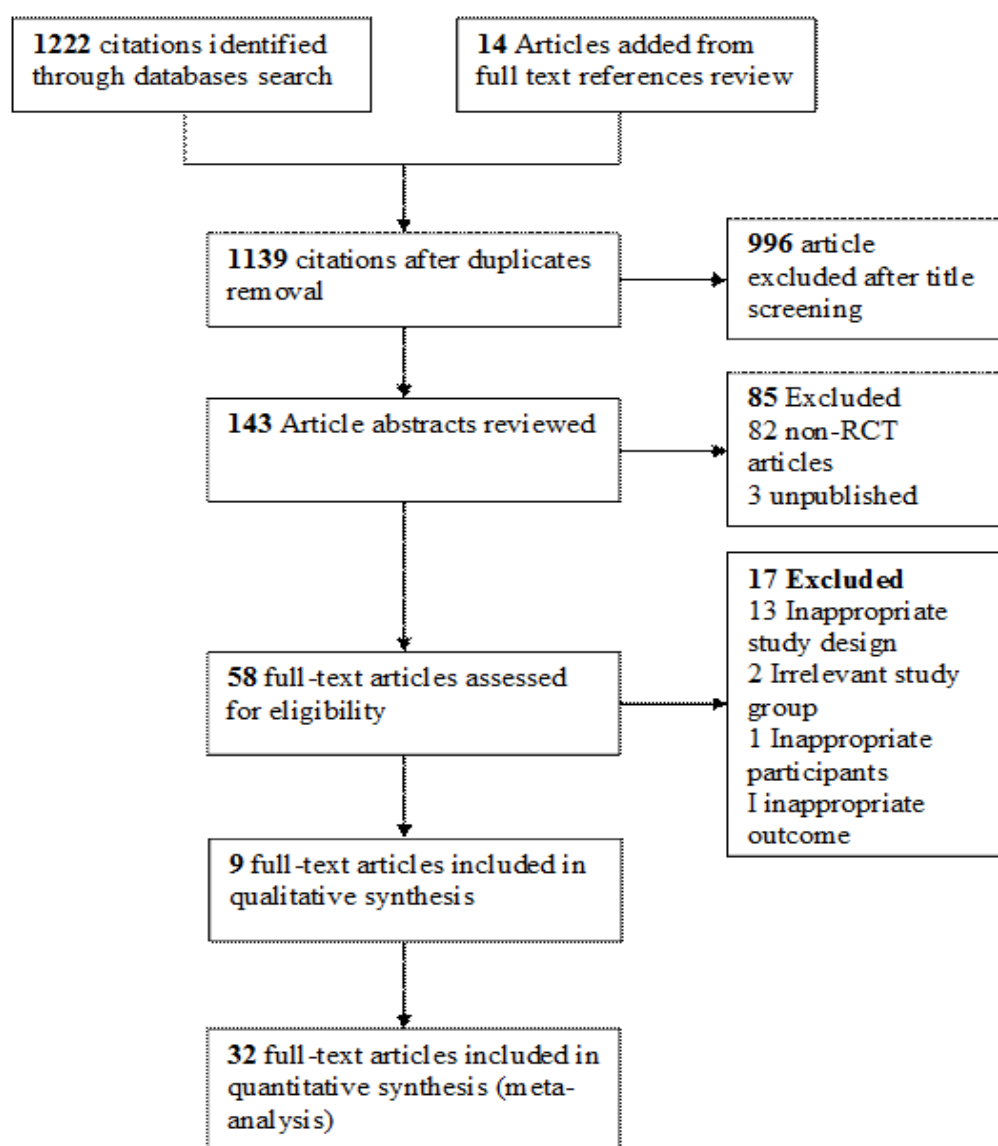 1222 citations identified
through databases search
14 Articles added from
full text references review
1139 citations after duplicates
removal
996 article
excluded after title
screening
143 Article abstracts reviewed
85 Excluded
82 non-RCT
articles
3 unpublished
58 full-text articles assessed
for eligibility
17 Excluded
13 Inappropriate
study design
2 Irrelevant study
group
1 Inappropriate
participants
I inappropriate
outcome
9 full-text articles included in
qualitative synthesis
32 full-text articles included in
quantitative synthesis (meta-
analysis)